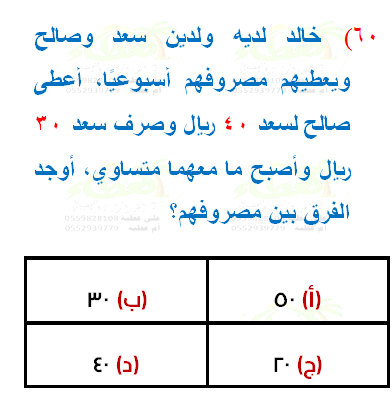 ٦٠) خالد لديه ولدين سعد وصالح
ويعطيهم مصروفهم أسبوعيًا، أعطى
صالح لسعد ٤٠ ريال وصرف سعد ٣٠
ريال وأصبح ما معهما متساوي، أوجد
الفرق بين مصروفهم؟
(أ) ٥٠
(ب) ٣٠
(ج) ٢٠
(د) ٤٠